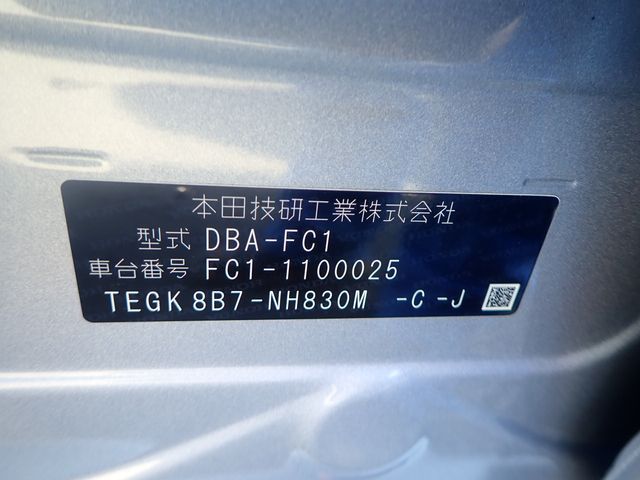 本田技研工業株式会社
型式 DBA-FC1
車台番号 FC1-1100025
TEGK 8B7-NH830M -C -J